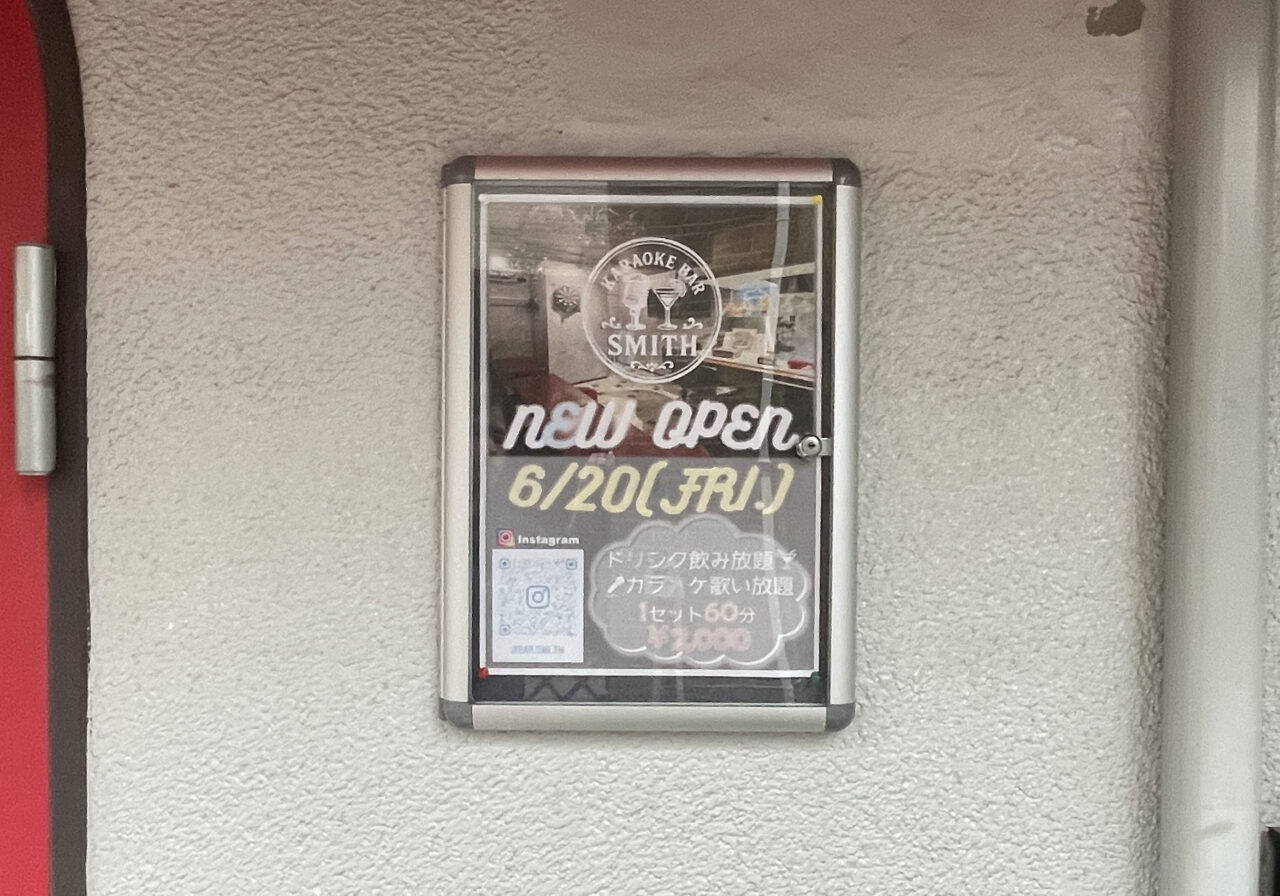 KARAOKE BAR
SMITH
NEW OPEN
6/20(FRI.)
Instagram
ドリンク飲み放題
カラオケ歌い放題
1セット60分